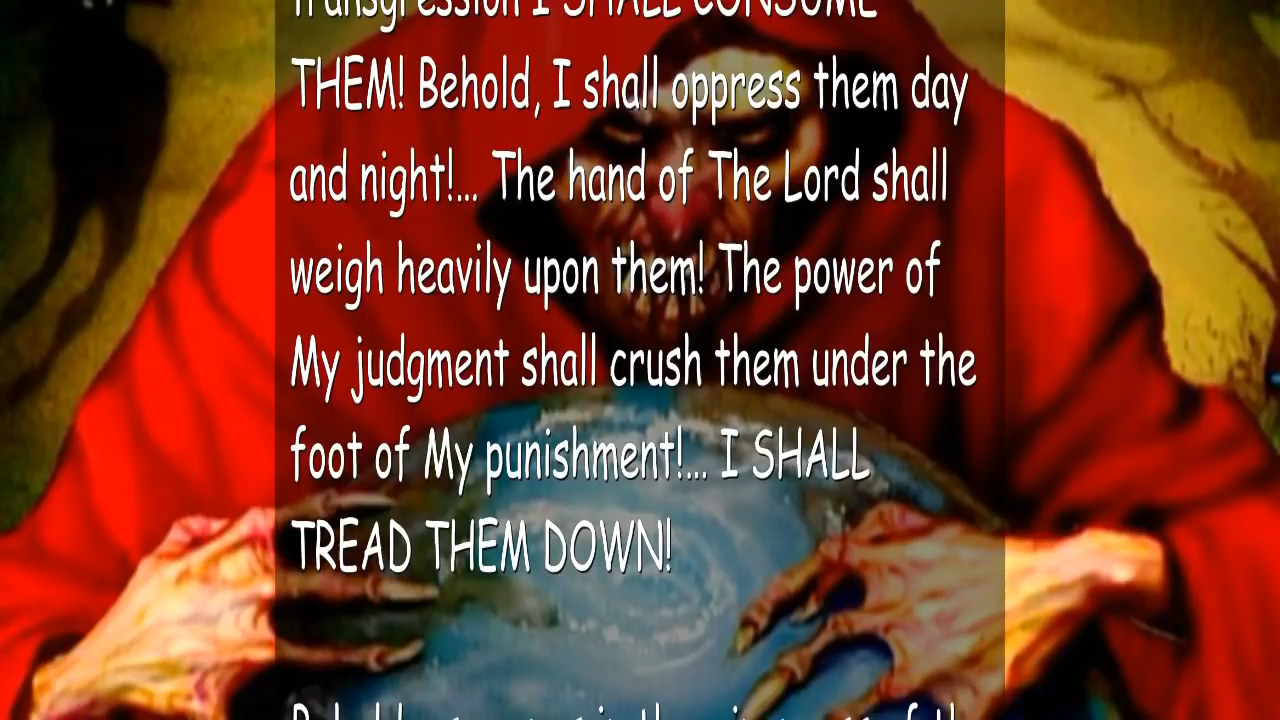 transgression I SHALL CONSUME
THEM! Behold, I shall oppress them day
and night!... The hand of The Lord shall
weigh heavily upon them! The power of
My judgment shall crush them under the
foot of My punishment!... I SHALL
TREAD THEM DOWN!